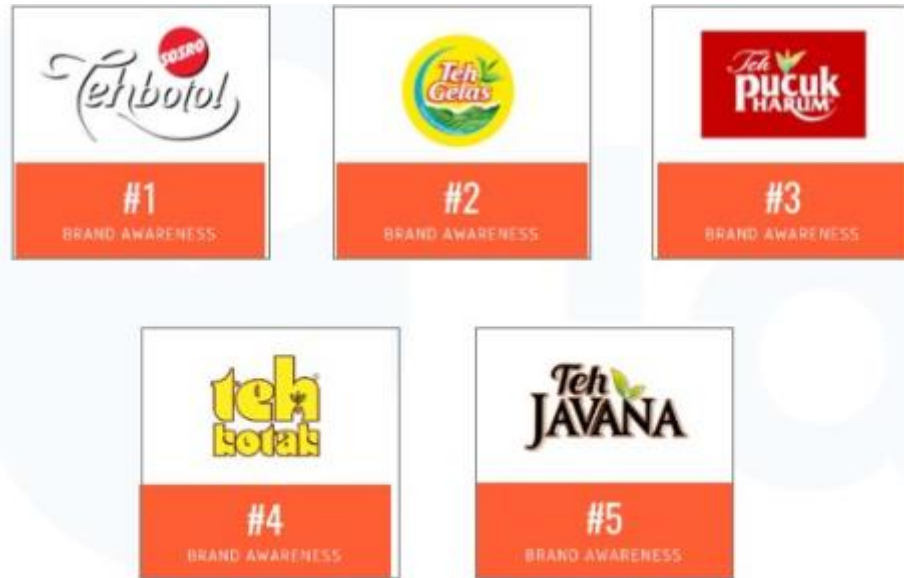 SOSRO
Tehbotol
#1
BRAND AWARENESS
Teh
Gelas
#2
BRAND AWARENESS
Teh
pucuk
HARUM
#3
BRAND AWARENESS
teh
kotak
#4
BRAND AWARENESS
Teh
JAVANA
#5
BRAND AWARENESS